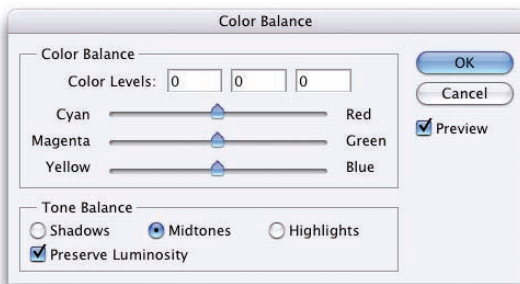 Color Balance
Color Balance
Color Levels: 0 0 0
Cyan Red
Magenta Green
Yellow Blue
OK
Cancel
Preview
Tone Balance
Shadows Midtones Highlights
Preserve Luminosity